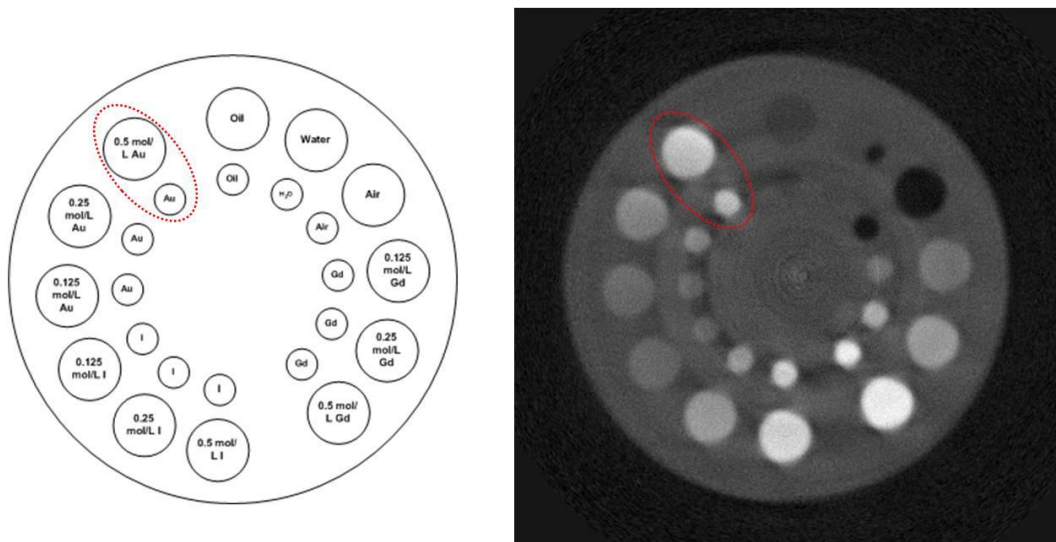 Oil
0.5 mol/
L Au
Water
Oil
Au
H₂O
Air
0.25
mol/L
Au
Air
Au
0.125
mol/L
Gd
Gd
0.125
mol/L
Au
Au
Gd
I
0.25
mol/L
Gd
0.125
mol/L I
I
Gd
I
0.5 mol/
L Gd
0.25
mol/L I
0.5 mol/
L I